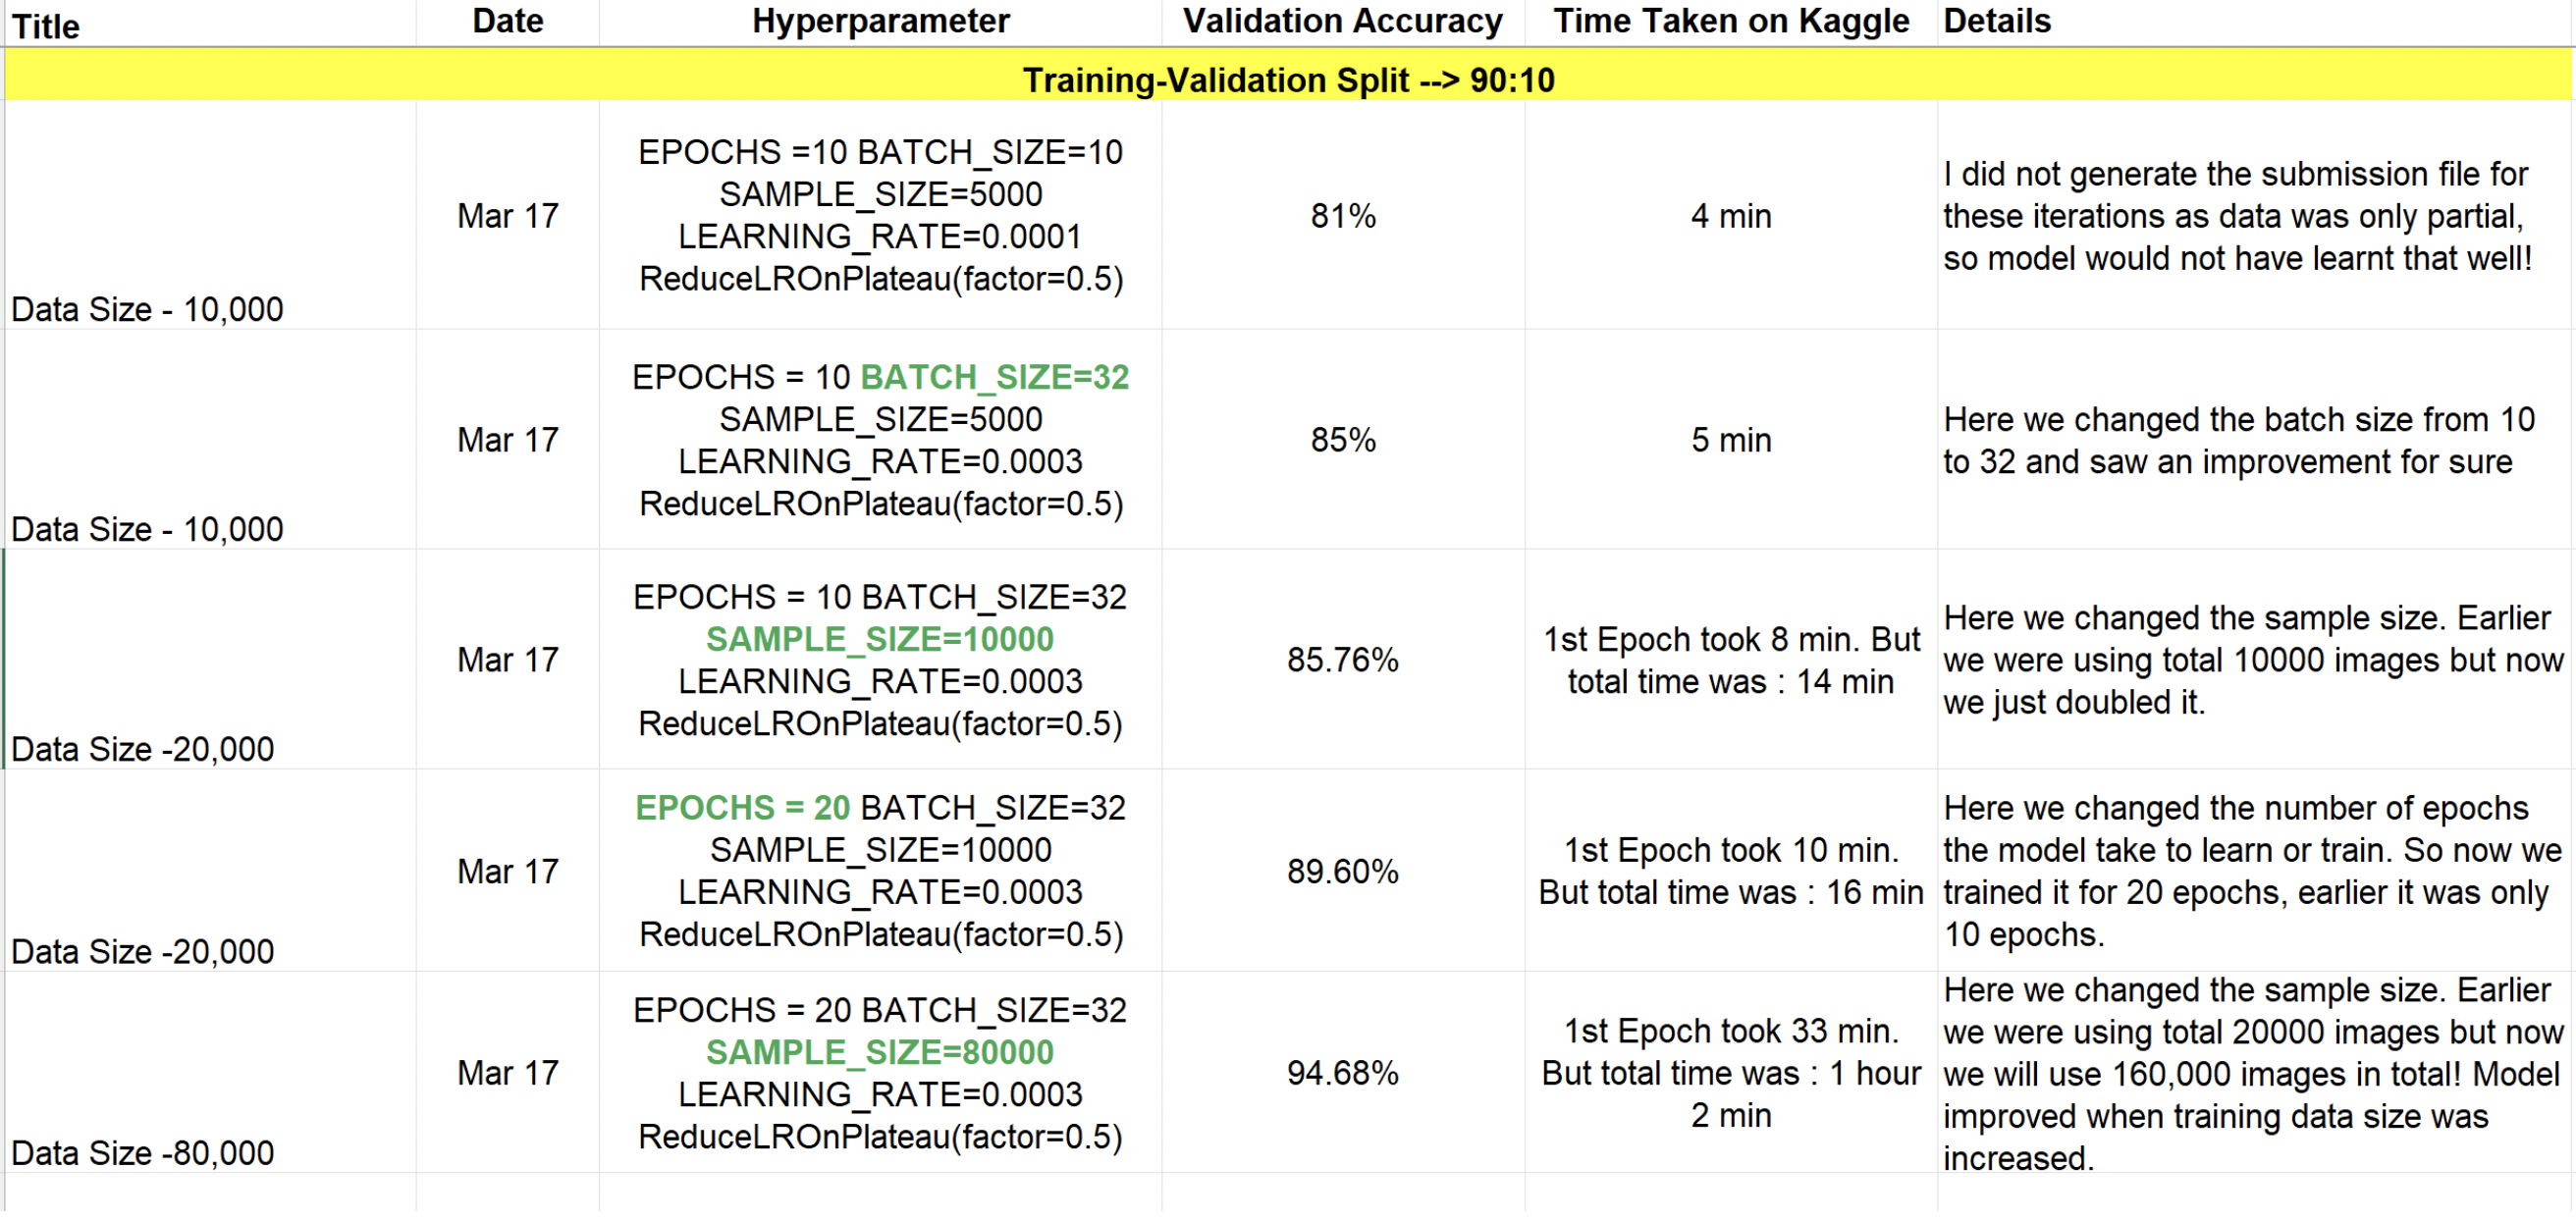 Title Date Hyperparameter Validation Accuracy Time Taken on Kaggle Details
Training-Validation Split --> 90:10
Data Size - 10,000
Mar 17
EPOCHS =10 BATCH_SIZE=10
SAMPLE_SIZE=5000
LEARNING_RATE=0.0001
ReduceLROnPlateau(factor=0.5)
81%
4 min
I did not generate the submission file for
these iterations as data was only partial,
so model would not have learnt that well!
Data Size - 10,000
Mar 17
EPOCHS = 10 BATCH_SIZE=32
SAMPLE_SIZE=5000
LEARNING_RATE=0.0003
ReduceLROnPlateau(factor=0.5)
85%
5 min
Here we changed the batch size from 10
to 32 and saw an improvement for sure
Data Size -20,000
Mar 17
EPOCHS = 10 BATCH_SIZE=32
SAMPLE_SIZE=10000
LEARNING_RATE=0.0003
ReduceLROnPlateau(factor=0.5)
85.76%
1st Epoch took 8 min. But
total time was : 14 min
Here we changed the sample size. Earlier
we were using total 10000 images but now
we just doubled it.
Data Size -20,000
Mar 17
EPOCHS = 20 BATCH_SIZE=32
SAMPLE_SIZE=10000
LEARNING_RATE=0.0003
ReduceLROnPlateau(factor=0.5)
89.60%
1st Epoch took 10 min.
But total time was : 16 min
Here we changed the number of epochs
the model take to learn or train. So now we
trained it for 20 epochs, earlier it was only
10 epochs.
Data Size -80,000
Mar 17
EPOCHS = 20 BATCH_SIZE=32
SAMPLE_SIZE=80000
LEARNING_RATE=0.0003
ReduceLROnPlateau(factor=0.5)
94.68%
1st Epoch took 33 min.
But total time was : 1 hour
2 min
Here we changed the sample size. Earlier
we were using total 20000 images but now
we will use 160,000 images in total! Model
improved when training data size was
increased.